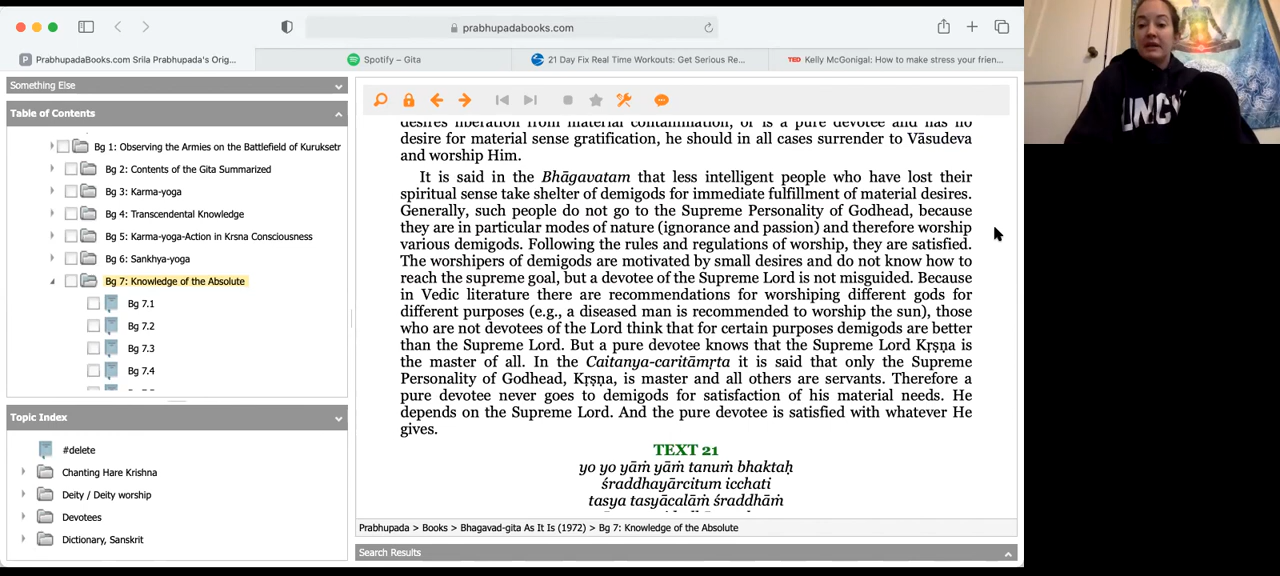 prabhupadabooks.com
PrabhupadaBooks.com Srila Prabhupada's Orig...
Spotify – Gita
21 Day Fix Real Time Workouts: Get Serious Re...
TED Kelly McGonigal: How to make stress your frien...
Something Else
Table of Contents
Bg 1: Observing the Armies on the Battlefield of Kuruksetr
Bg 2: Contents of the Gita Summarized
Bg 3: Karma-yoga
Bg 4: Transcendental Knowledge
Bg 5: Karma-yoga-Action in Krsna Consciousness
Bg 6: Sankhya-yoga
Bg 7: Knowledge of the Absolute
Bg 7.1
Bg 7.2
Bg 7.3
Bg 7.4
Topic Index
#delete
Chanting Hare Krishna
Deity / Deity worship
Devotees
Dictionary, Sanskrit
desires liberation from material contamination, or is a pure devotee and has no
desire for material sense gratification, he should in all cases surrender to Vāsudeva
and worship Him.
It is said in the Bhāgavatam that less intelligent people who have lost their
spiritual sense take shelter of demigods for immediate fulfillment of material desires.
Generally, such people do not go to the Supreme Personality of Godhead, because
they are in particular modes of nature (ignorance and passion) and therefore worship
various demigods. Following the rules and regulations of worship, they are satisfied.
The worshipers of demigods are motivated by small desires and do not know how to
reach the supreme goal, but a devotee of the Supreme Lord is not misguided. Because
in Vedic literature there are recommendations for worshiping different gods for
different purposes (e.g., a diseased man is recommended to worship the sun), those
who are not devotees of the Lord think that for certain purposes demigods are better
than the Supreme Lord. But a pure devotee knows that the Supreme Lord Kṛṣṇa is
the master of all. In the Caitanya-caritāmṛta it is said that only the Supreme
Personality of Godhead, Kṛṣṇa, is master and all others are servants. Therefore a
pure devotee never goes to demigods for satisfaction of his material needs. He
depends on the Supreme Lord. And the pure devotee is satisfied with whatever He
gives.
TEXT 21
yo yo yāṁ yāṁ tanuṁ bhaktaḥ
śraddhayārcitum icchati
tasya tasyācalāṁ śraddhāṁ
Prabhupada > Books > Bhagavad-gita As It Is (1972) > Bg 7: Knowledge of the Absolute
Search Results